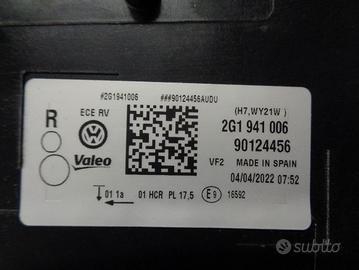 #2G1941006 ###90124456AUDU
R
ECE RV
(H7,WY21W)
2G1 941 006
90124456
Valeo
VF2 MADE IN SPAIN
04/04/2022 07:52
01 1a 01 HCR PL 17,5 E9 16592
subito